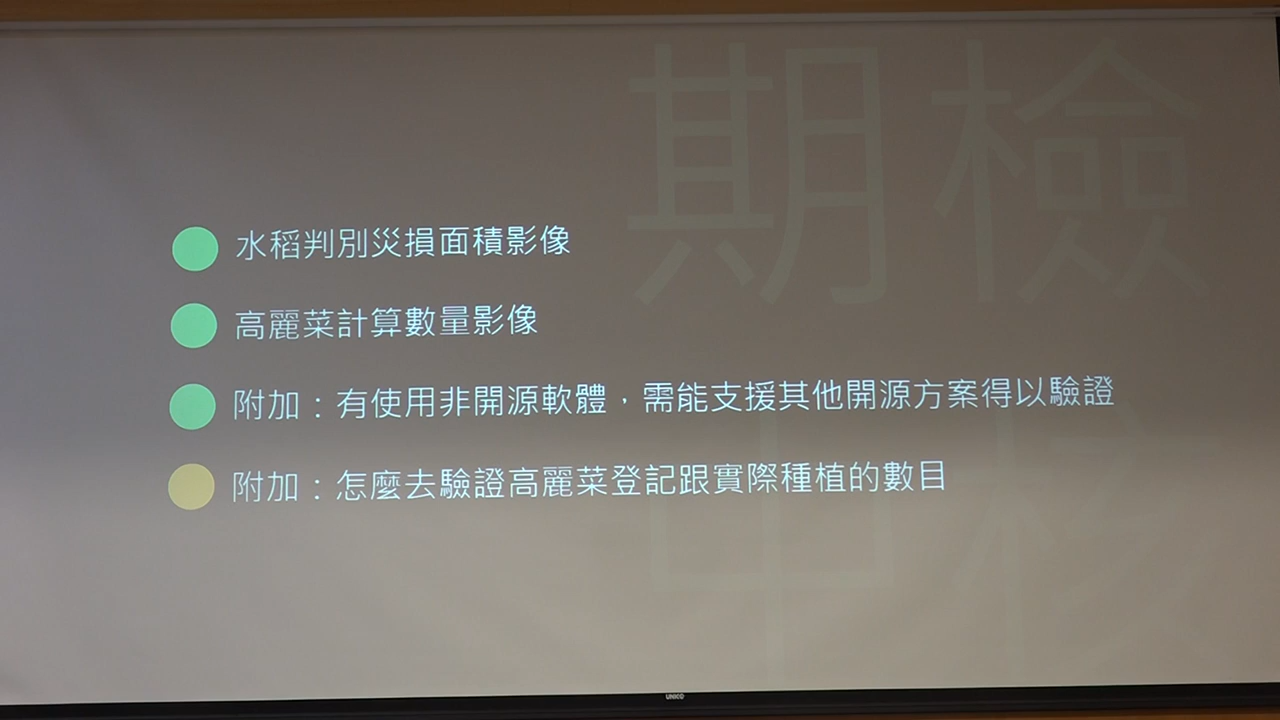 期中檢核
水稻判別災損面積影像
高麗菜計算數量影像
附加：有使用非開源軟體，需能支援其他開源方案得以驗證
附加：怎麼去驗證高麗菜登記跟實際種植的數目
UNICO